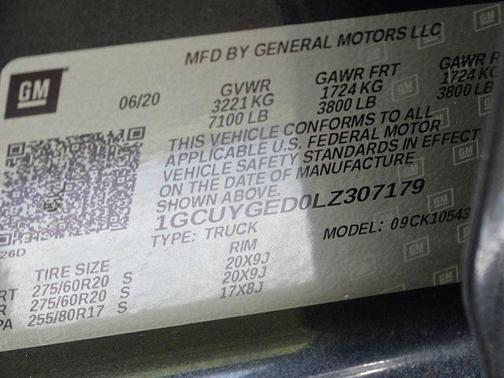 MFD BY GENERAL MOTORS LLC
GM
06/20 GVWR GAWR FRT GAWR R
3221 KG 1724 KG 1724 KG
7100 LB 3800 LB 3800 LB
THIS VEHICLE CONFORMS TO ALL
APPLICABLE U.S. FEDERAL MOTOR
VEHICLE SAFETY STANDARDS IN EFFECT
ON THE DATE OF MANUFACTURE
SHOWN ABOVE.
1GCUYGED0LZ307179
TYPE: TRUCK MODEL: 09CK10543
26D
TIRE SIZE RIM
RT 275/60R20 S 20X9J
275/60R20 S 20X9J
PA 255/80R17 S 17X8J